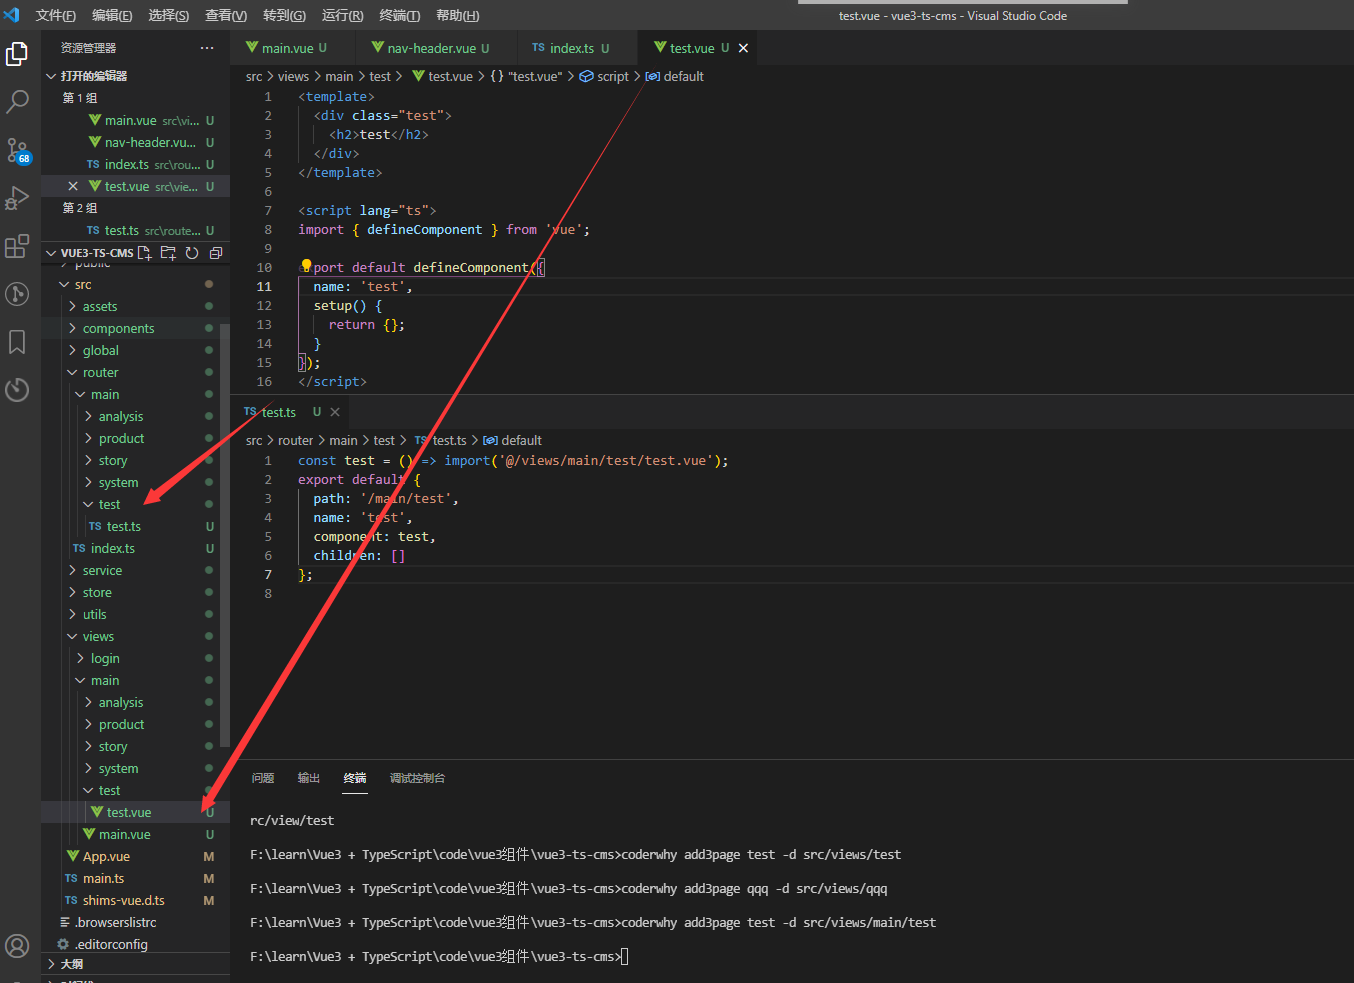 文件(F) 编辑(E) 选择(S) 查看(V) 转到(G) 运行(R) 终端(T) 帮助(H)
test.vue - vue3-ts-cms - Visual Studio Code
资源管理器 ···
打开的编辑器
第 1 组
main.vue src\vi... U
nav-header.vu... U
index.ts src\rou... U
test.vue src\vie... U
第 2 组
TS test.ts src\route... U
VUE3-TS-CMS
public
src
assets
components
global
router
main
analysis
product
story
system
test
TS test.ts U
TS index.ts U
service
store
utils
views
login
main
analysis
product
story
system
test
test.vue U
main.vue U
App.vue M
TS main.ts M
TS shims-vue.d.ts M
.browserslistrc
.editorconfig
大纲
68
main.vue U
nav-header.vue U
TS index.ts U
test.vue U
src > views > main > test > test.vue > {} "test.vue" > script > default
1 <template>
2 <div class="test">
3 <h2>test</h2>
4 </div>
5 </template>
6
7 <script lang="ts">
8 import { defineComponent } from 'vue';
9
10 port default defineComponent({
11 name: 'test',
12 setup() {
13 return {};
14 }
15 });
16 </script>
TS test.ts U
src > router > main > test > TS test.ts > default
1 const test = () => import('@/views/main/test/test.vue');
2 export default {
3 path: '/main/test',
4 name: 'test',
5 component: test,
6 children: []
7 };
8
问题 输出 终端 调试控制台
rc/view/test
F:\learn\Vue3 + TypeScript\code\vue3组件\vue3-ts-cms>coderwhy add3page test -d src/views/test
F:\learn\Vue3 + TypeScript\code\vue3组件\vue3-ts-cms>coderwhy add3page qqq -d src/views/qqq
F:\learn\Vue3 + TypeScript\code\vue3组件\vue3-ts-cms>coderwhy add3page test -d src/views/main/test
F:\learn\Vue3 + TypeScript\code\vue3组件\vue3-ts-cms>